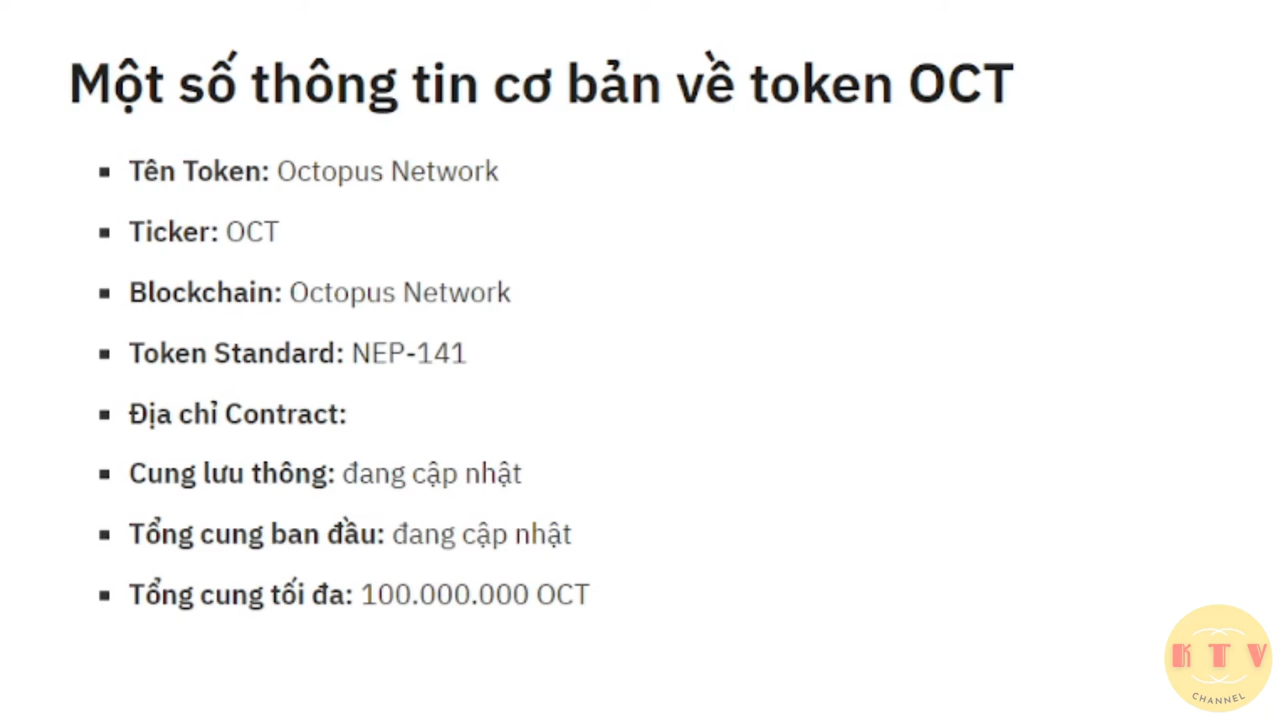 Một số thông tin cơ bản về token OCT
Tên Token: Octopus Network
Ticker: OCT
Blockchain: Octopus Network
Token Standard: NEP-141
Địa chỉ Contract:
Cung lưu thông: đang cập nhật
Tổng cung ban đầu: đang cập nhật
Tổng cung tối đa: 100.000.000 OCT
KTV
CHANNEL